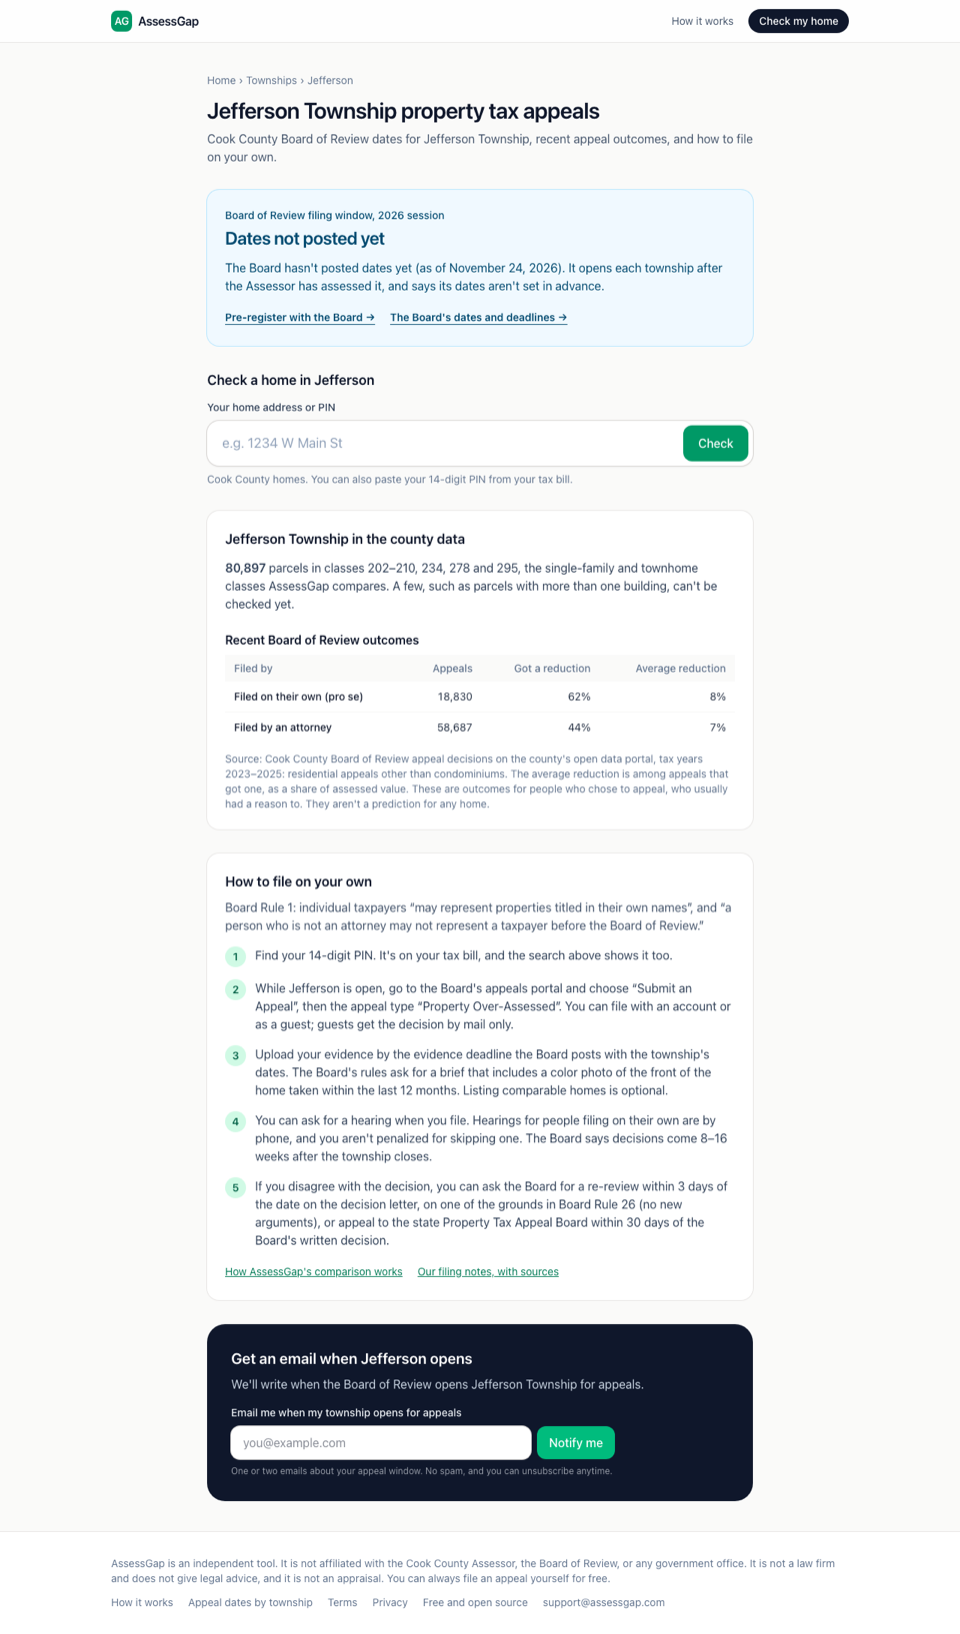 AG AssessGap
How it works
Check my home
Home › Townships › Jefferson
Jefferson Township property tax appeals
Cook County Board of Review dates for Jefferson Township, recent appeal outcomes, and how to file
on your own.
Board of Review filing window, 2026 session
Dates not posted yet
The Board hasn't posted dates yet (as of November 24, 2026). It opens each township after
the Assessor has assessed it, and says its dates aren't set in advance.
Pre-register with the Board → The Board's dates and deadlines →
Check a home in Jefferson
Your home address or PIN
e.g. 1234 W Main St
Check
Cook County homes. You can also paste your 14-digit PIN from your tax bill.
Jefferson Township in the county data
80,897 parcels in classes 202–210, 234, 278 and 295, the single-family and townhome
classes AssessGap compares. A few, such as parcels with more than one building, can't be
checked yet.
Recent Board of Review outcomes
Filed by Appeals Got a reduction Average reduction
Filed on their own (pro se) 18,830 62% 8%
Filed by an attorney 58,687 44% 7%
Source: Cook County Board of Review appeal decisions on the county's open data portal, tax years
2023–2025: residential appeals other than condominiums. The average reduction is among appeals that
got one, as a share of assessed value. These are outcomes for people who chose to appeal, who usually
had a reason to. They aren't a prediction for any home.
How to file on your own
Board Rule 1: individual taxpayers “may represent properties titled in their own names”, and “a
person who is not an attorney may not represent a taxpayer before the Board of Review.”
1 Find your 14-digit PIN. It's on your tax bill, and the search above shows it too.
2 While Jefferson is open, go to the Board's appeals portal and choose “Submit an
Appeal”, then the appeal type “Property Over-Assessed”. You can file with an account or
as a guest; guests get the decision by mail only.
3 Upload your evidence by the evidence deadline the Board posts with the township's
dates. The Board's rules ask for a brief that includes a color photo of the front of the
home taken within the last 12 months. Listing comparable homes is optional.
4 You can ask for a hearing when you file. Hearings for people filing on their own are by
phone, and you aren't penalized for skipping one. The Board says decisions come 8–16
weeks after the township closes.
5 If you disagree with the decision, you can ask the Board for a re-review within 3 days of
the date on the decision letter, on one of the grounds in Board Rule 26 (no new
arguments), or appeal to the state Property Tax Appeal Board within 30 days of the
Board's written decision.
How AssessGap's comparison works Our filing notes, with sources
Get an email when Jefferson opens
We'll write when the Board of Review opens Jefferson Township for appeals.
Email me when my township opens for appeals
you@example.com
Notify me
One or two emails about your appeal window. No spam, and you can unsubscribe anytime.
AssessGap is an independent tool. It is not affiliated with the Cook County Assessor, the Board of Review, or any government office. It is not a law firm
and does not give legal advice, and it is not an appraisal. You can always file an appeal yourself for free.
How it works Appeal dates by township Terms Privacy Free and open source support@assessgap.com